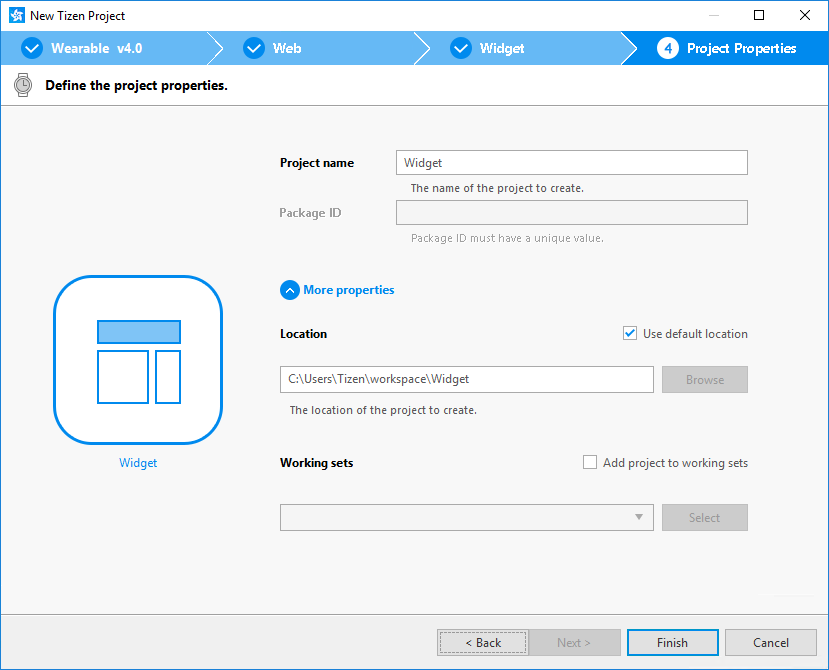 New Tizen Project
Wearable v4.0
Web
Widget
4 Project Properties
Define the project properties.
Project name
Widget
The name of the project to create.
Package ID
Package ID must have a unique value.
More properties
Location
Use default location
C:\Users\Tizen\workspace\Widget
Browse
The location of the project to create.
Widget
Working sets
Add project to working sets
Select
< Back
Next >
Finish
Cancel